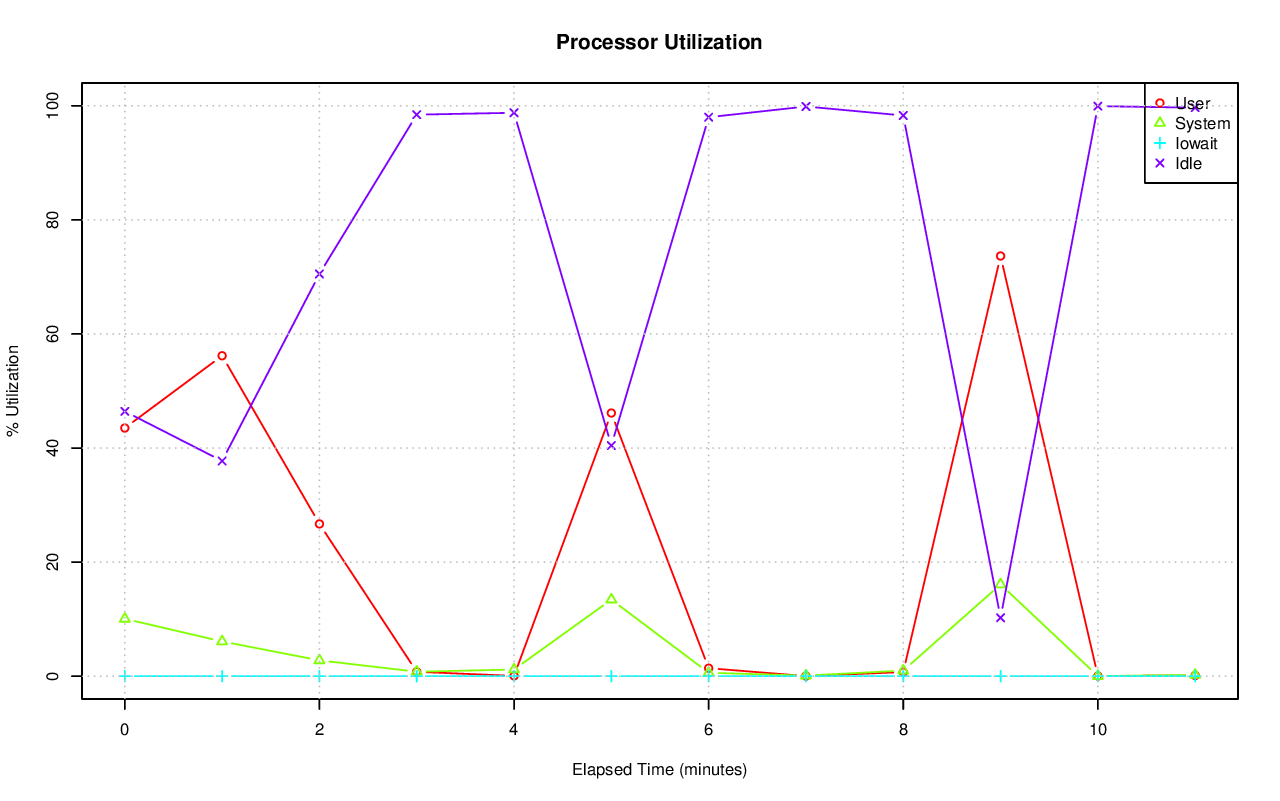 Processor Utilization
% Utilization
100
80
60
40
20
0
User
System
Iowait
Idle
0 2 4 6 8 10
Elapsed Time (minutes)